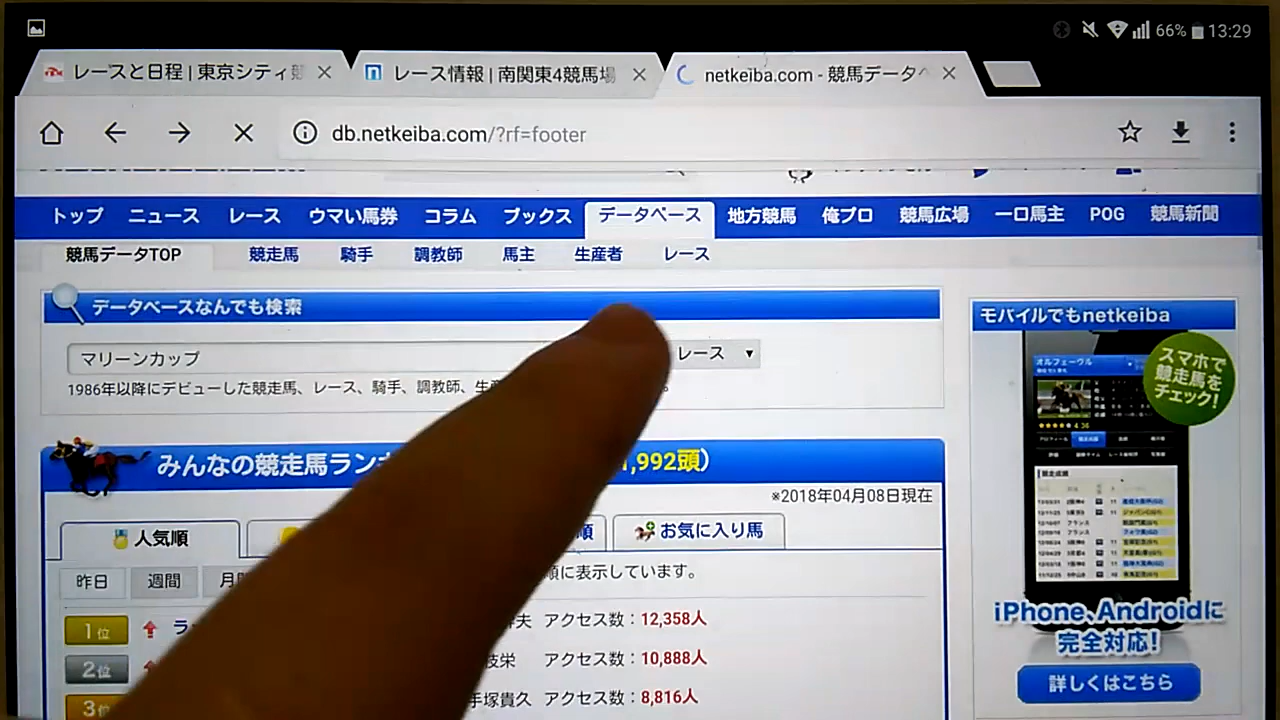 66% 13:29
レースと日程 | 東京シティ競
レース情報 | 南関東4競馬場
netkeiba.com - 競馬データベ
db.netkeiba.com/?rf=footer
トップ ニュース レース ウマい馬券 コラム ブックス データベース 地方競馬 俺プロ 競馬広場 一口馬主 POG 競馬新聞
競馬データTOP 競走馬 騎手 調教師 馬主 生産者 レース
データベースなんでも検索
マリーンカップ
レース ▼
1986年以降にデビューした競走馬、レース、騎手、調教師、生産
みんなの競走馬ラン
1,992頭)
※2018年04月08日現在
人気順
順
お気に入り馬
昨日 週間
順に表示しています。
1位
アクセス数:12,358人
2位
枝栄 アクセス数:10,888人
3位
手塚貴久 アクセス数:8,816人
モバイルでもnetkeiba
オルフェーヴル
スマホで
競走馬を
チェック!
iPhone、Androidに
完全対応!
詳しくはこちら